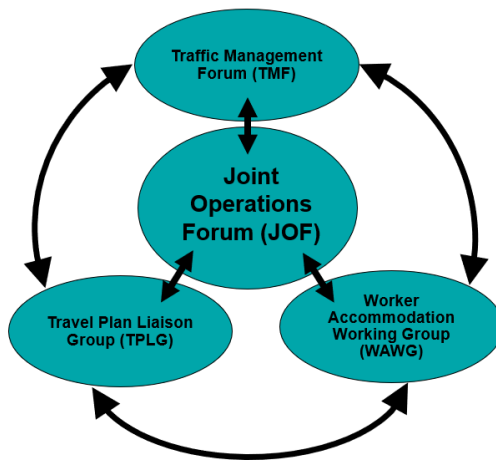 Traffic Management
Forum (TMF)
Joint
Operations
Forum (JOF)
Travel Plan Liaison
Group (TPLG)
Worker
Accommodation
Working Group
(WAWG)